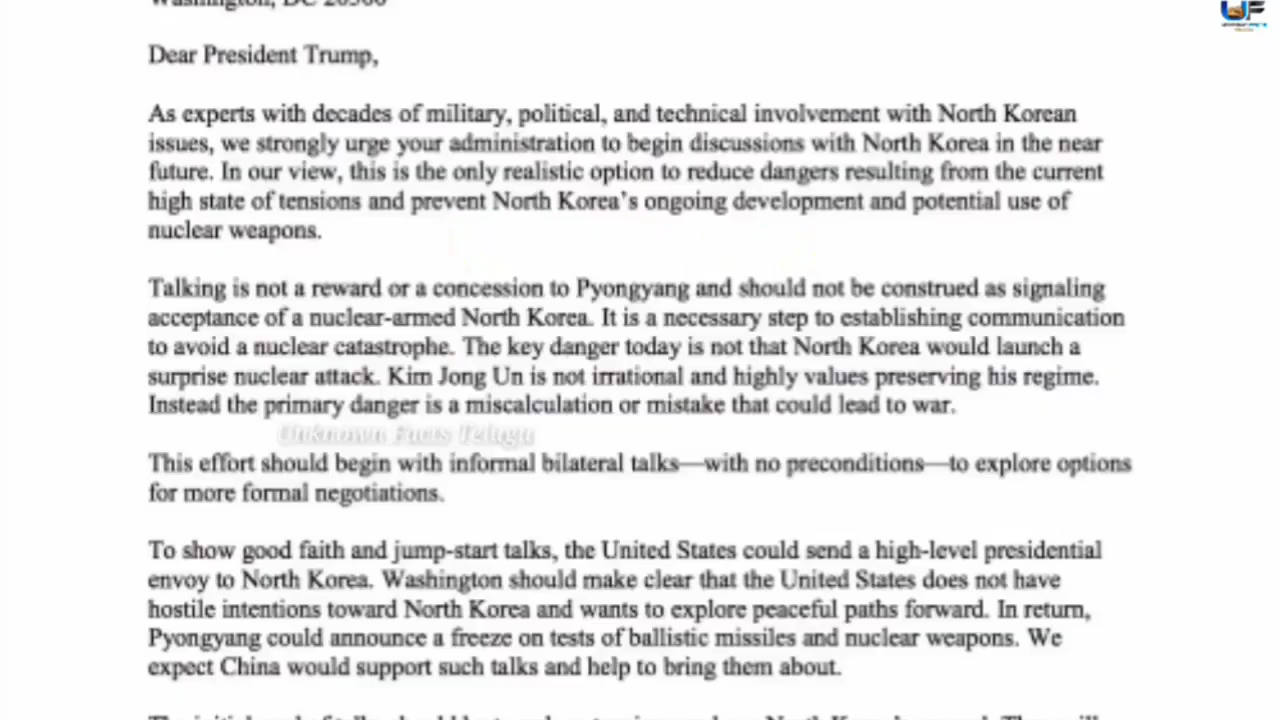 Washington, DC 20500
Dear President Trump,
As experts with decades of military, political, and technical involvement with North Korean
issues, we strongly urge your administration to begin discussions with North Korea in the near
future. In our view, this is the only realistic option to reduce dangers resulting from the current
high state of tensions and prevent North Korea's ongoing development and potential use of
nuclear weapons.
Talking is not a reward or a concession to Pyongyang and should not be construed as signaling
acceptance of a nuclear-armed North Korea. It is a necessary step to establishing communication
to avoid a nuclear catastrophe. The key danger today is not that North Korea would launch a
surprise nuclear attack. Kim Jong Un is not irrational and highly values preserving his regime.
Instead the primary danger is a miscalculation or mistake that could lead to war.
Unknown Facts Telugu
This effort should begin with informal bilateral talks—with no preconditions—to explore options
for more formal negotiations.
To show good faith and jump-start talks, the United States could send a high-level presidential
envoy to North Korea. Washington should make clear that the United States does not have
hostile intentions toward North Korea and wants to explore peaceful paths forward. In return,
Pyongyang could announce a freeze on tests of ballistic missiles and nuclear weapons. We
expect China would support such talks and help to bring them about.